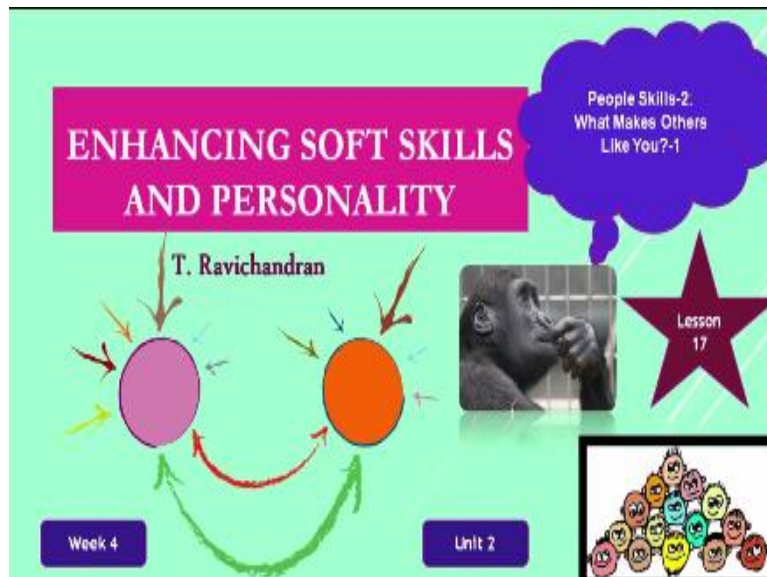 ENHANCING SOFT SKILLS
AND PERSONALITY
T. Ravichandran
People Skills-2.
What Makes Others
Like You?-1
Lesson
17
Week 4
Unit 2